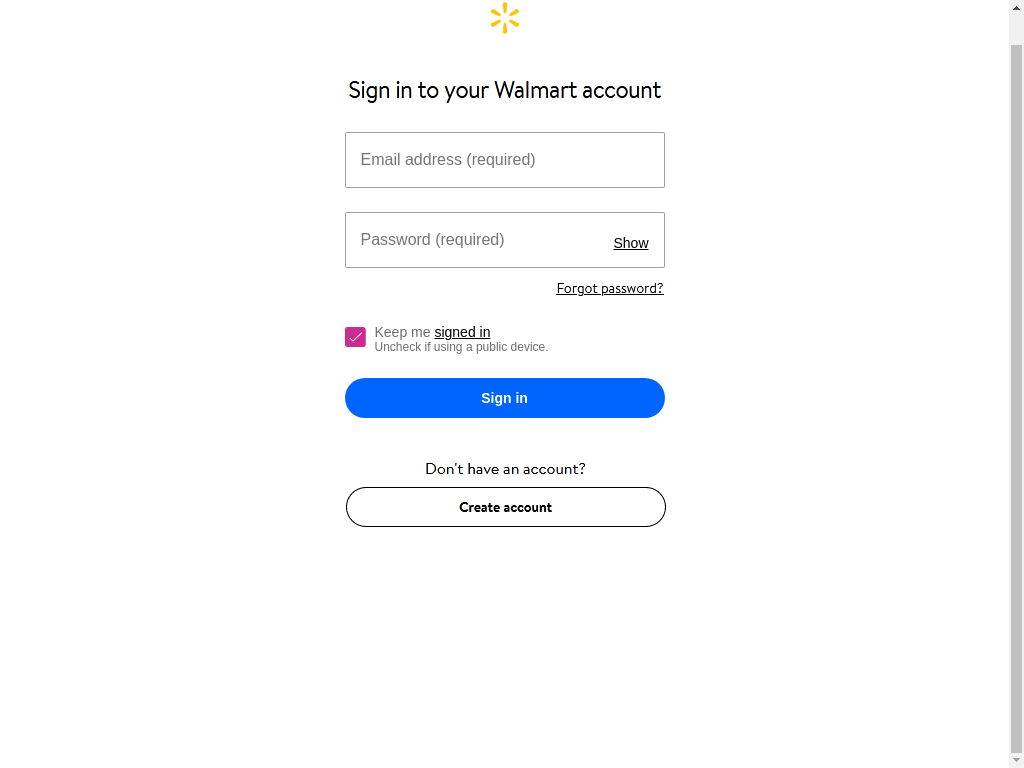 Sign in to your Walmart account
Email address (required)
Password (required)
Show
Forgot password?
Keep me signed in
Uncheck if using a public device.
Sign in
Don't have an account?
Create account